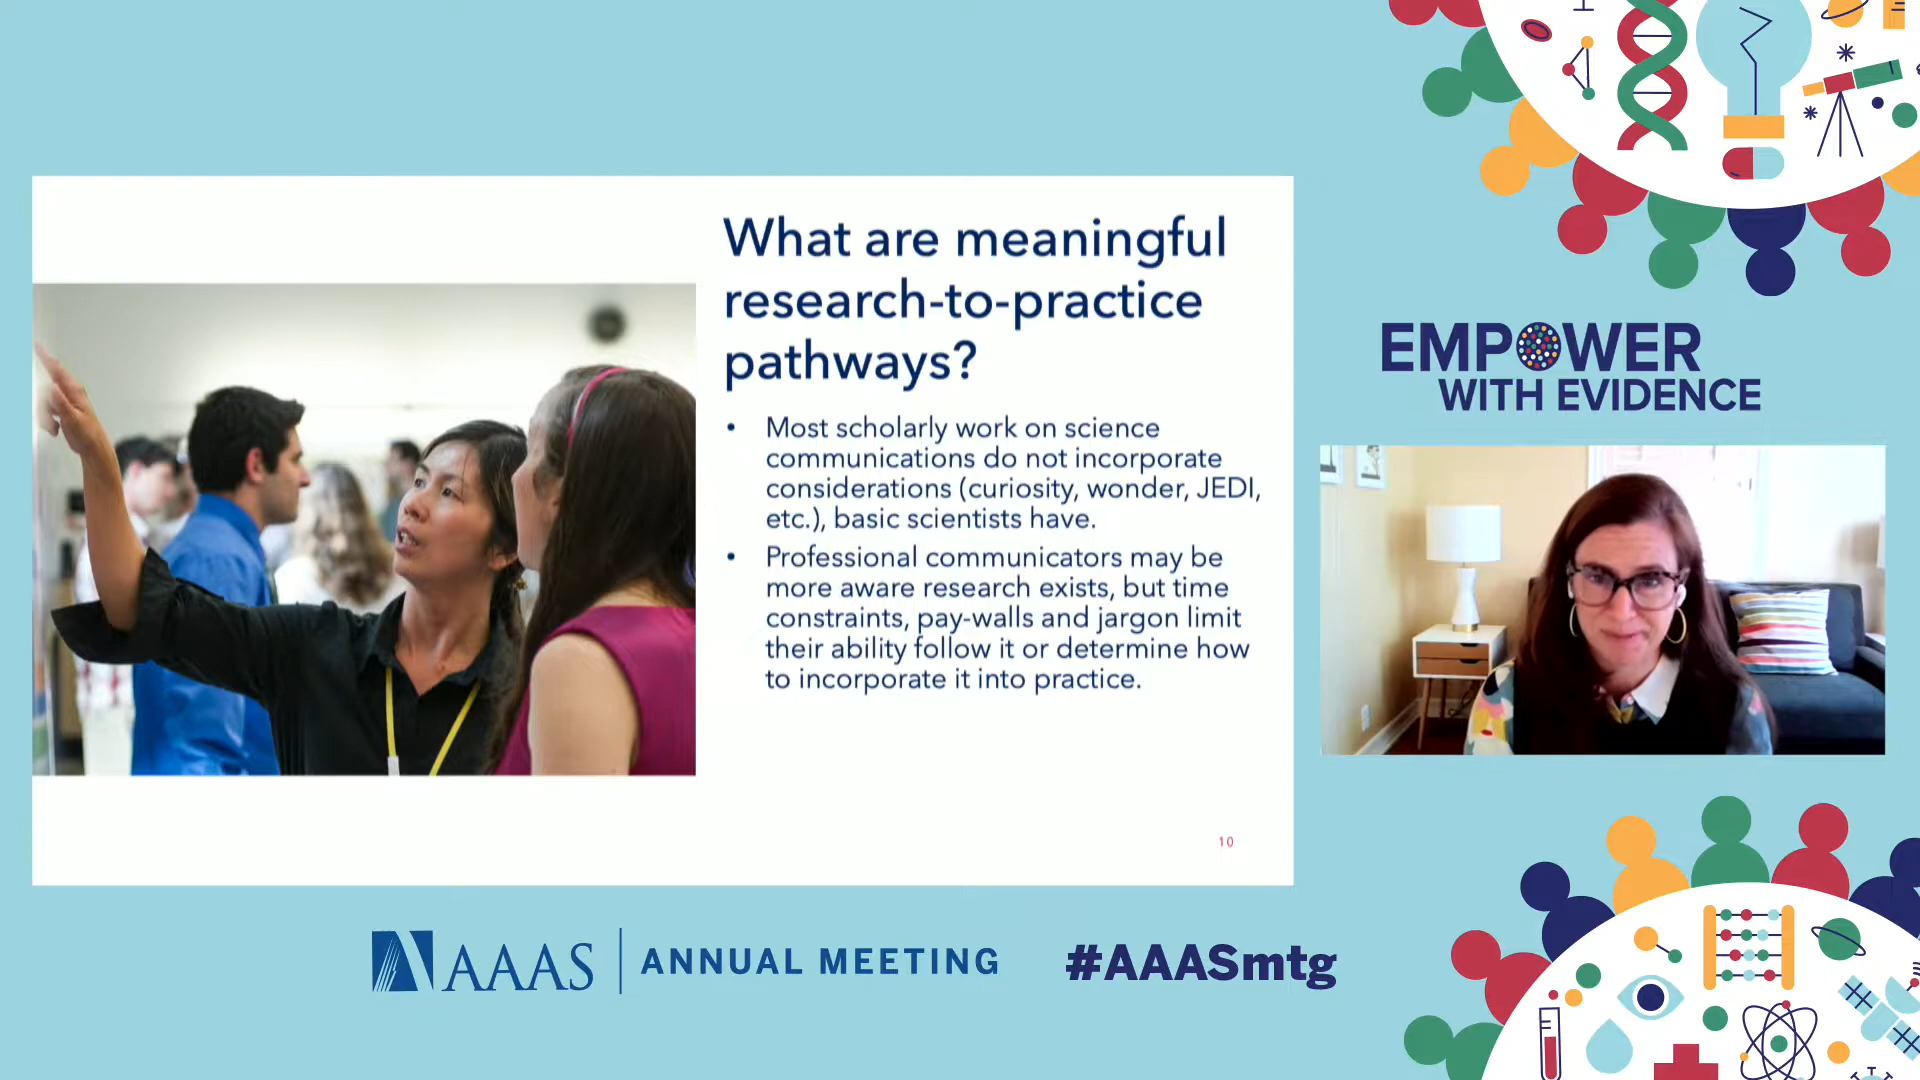 What are meaningful
research-to-practice
pathways?
• Most scholarly work on science
communications do not incorporate
considerations (curiosity, wonder, JEDI,
etc.), basic scientists have.
• Professional communicators may be
more aware research exists, but time
constraints, pay-walls and jargon limit
their ability follow it or determine how
to incorporate it into practice.
10
EMPOWER
WITH EVIDENCE
AAAS | ANNUAL MEETING
#AAASmtg